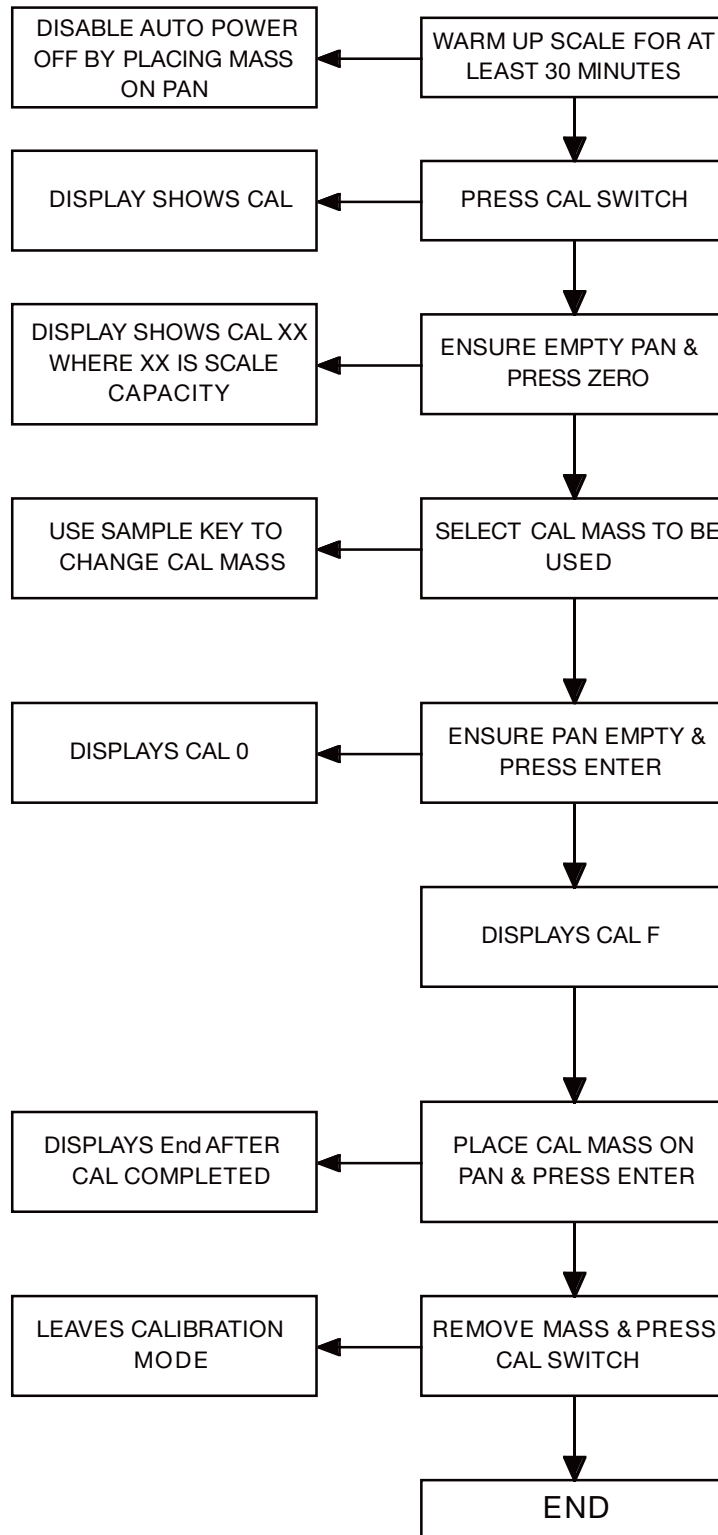 DISABLE AUTO POWER
OFF BY PLACING MASS
ON PAN
WARM UP SCALE FOR AT
LEAST 30 MINUTES
DISPLAY SHOWS CAL
PRESS CAL SWITCH
DISPLAY SHOWS CAL XX
WHERE XX IS SCALE
CAPACITY
ENSURE EMPTY PAN &
PRESS ZERO
USE SAMPLE KEY TO
CHANGE CAL MASS
SELECT CAL MASS TO BE
USED
DISPLAYS CAL 0
ENSURE PAN EMPTY &
PRESS ENTER
DISPLAYS CAL F
DISPLAYS End AFTER
CAL COMPLETED
PLACE CAL MASS ON
PAN & PRESS ENTER
LEAVES CALIBRATION
MODE
REMOVE MASS & PRESS
CAL SWITCH
END